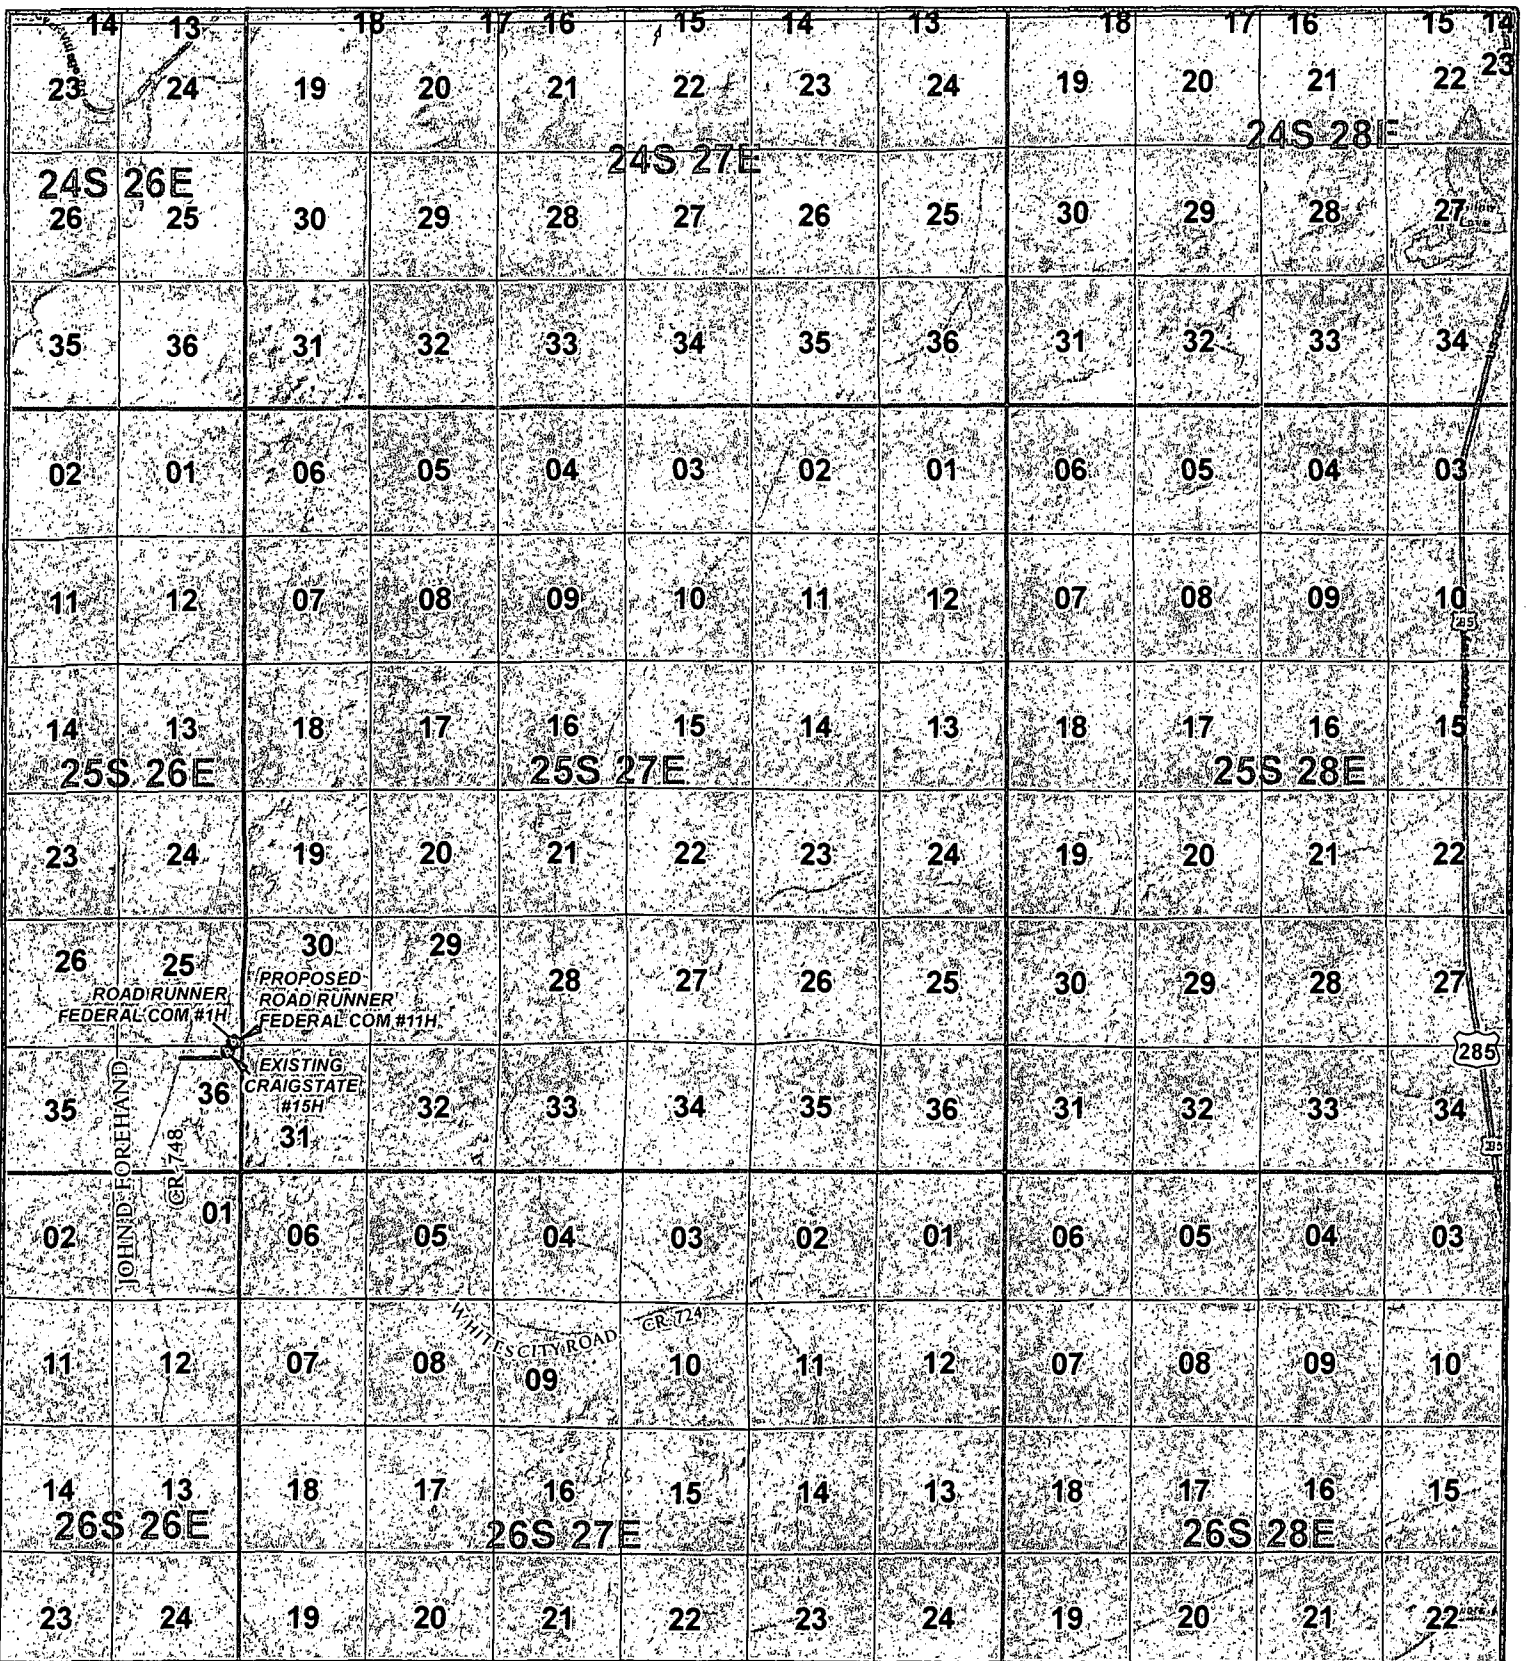 14 13 18 17 16 15 14 13 18 17 16 15 14
23 24 19 20 21 22 23 24 19 20 21 22 23
24S 26E 24S 27E 24S 28E
26 25 30 29 28 27 26 25 30 29 28 27
35 36 31 32 33 34 35 36 31 32 33 34
02 01 06 05 04 03 02 01 06 05 04 03
11 12 07 08 09 10 11 12 07 08 09 10
285
14 13 18 17 16 15 14 13 18 17 16 15
25S 26E 25S 27E 25S 28E
23 24 19 20 21 22 23 24 19 20 21 22
26 25 30 29 28 27 26 25 30 29 28 27
ROAD RUNNER
FEDERAL COM #1H
PROPOSED
ROAD RUNNER
FEDERAL COM #11H
EXISTING
CRAIGSTATE
#15H
285
35 36 31 32 33 34 35 36 31 32 33 34
285
JOHN D FOREHAND
CR 748
02 01 06 05 04 03 02 01 06 05 04 03
WHITES CITY ROAD
CR 724
11 12 07 08 09 10 11 12 07 08 09 10
14 13 18 17 16 15 14 13 18 17 16 15
26S 26E 26S 27E 26S 28E
23 24 19 20 21 22 23 24 19 20 21 22